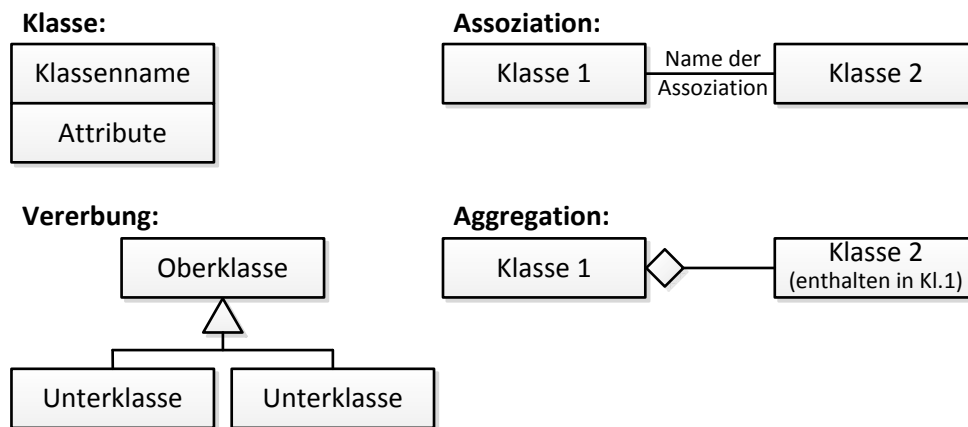 Klasse:
Klassenname
Attribute
Assoziation:
Klasse 1
Name der
Assoziation
Klasse 2
Vererbung:
Oberklasse
Unterklasse
Unterklasse
Aggregation:
Klasse 1
Klasse 2
(enthalten in Kl.1)